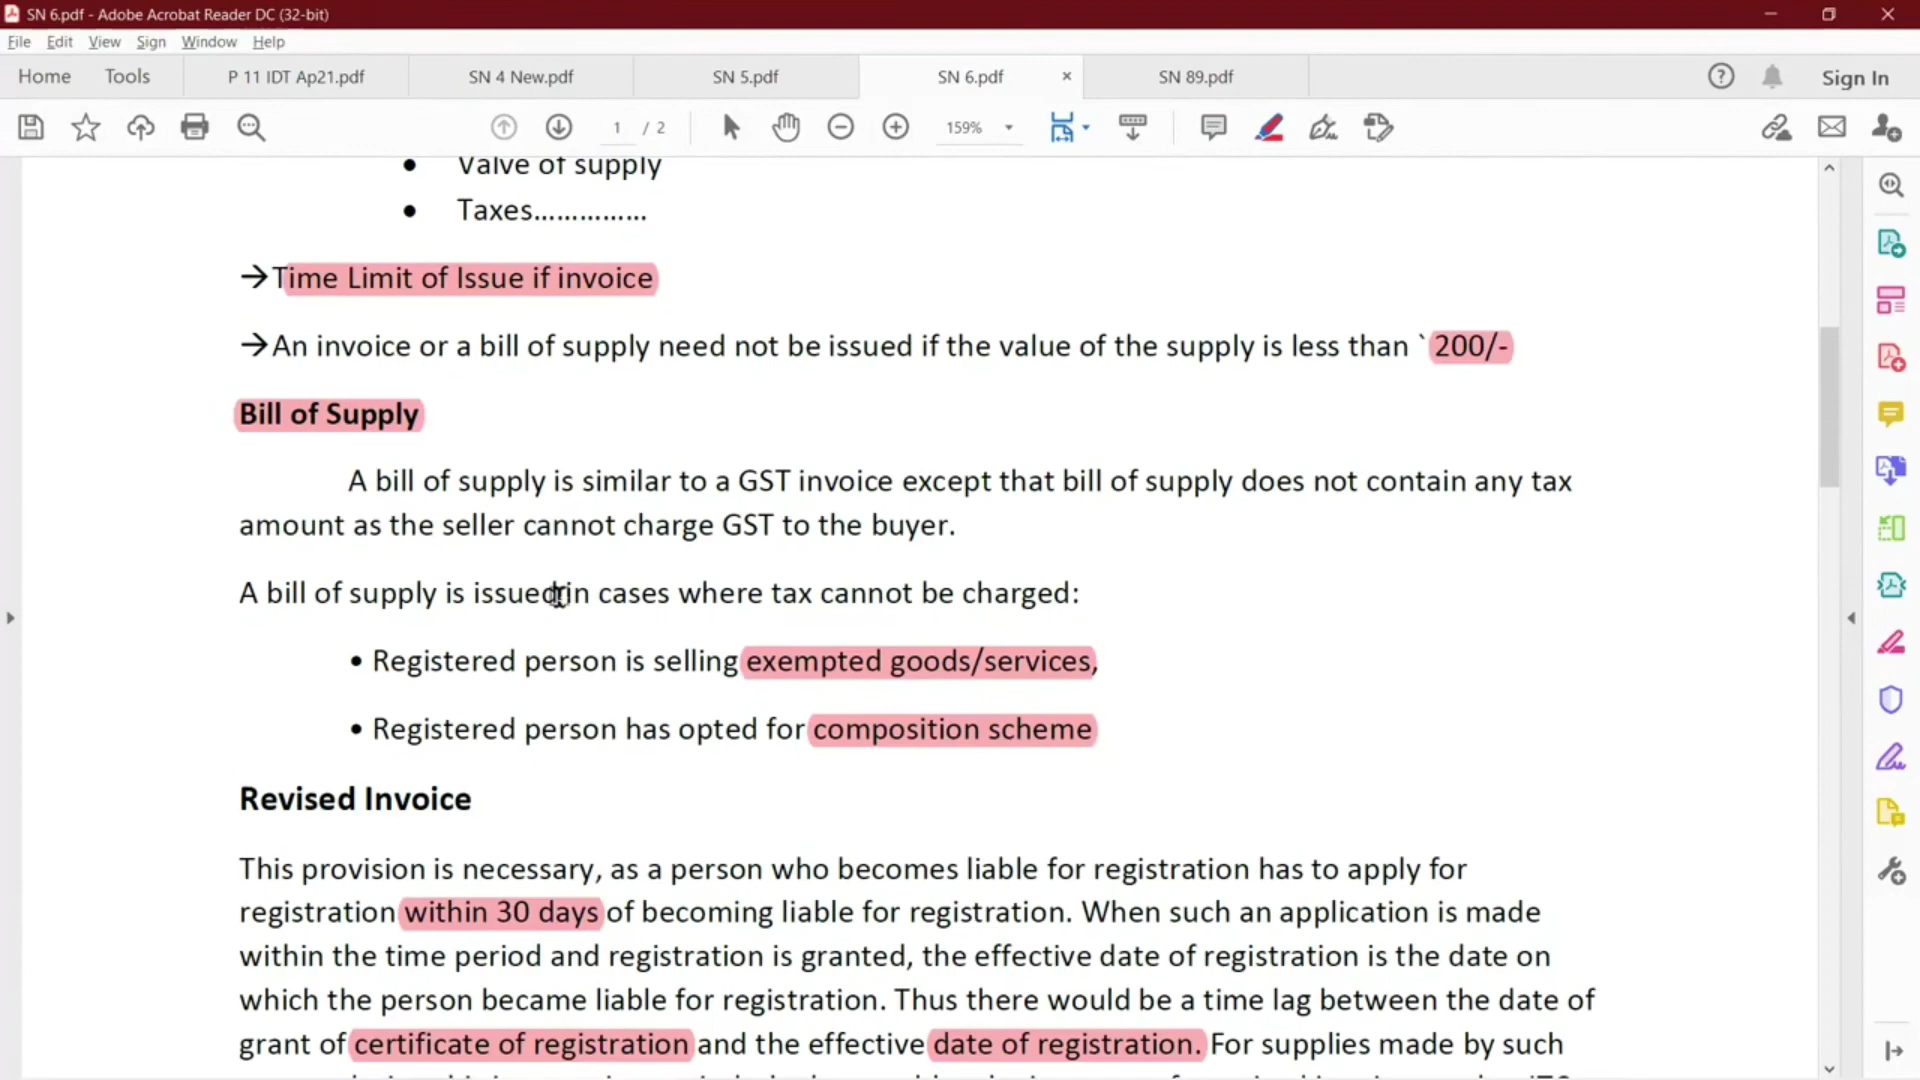 SN 6.pdf - Adobe Acrobat Reader DC (32-bit)
File Edit View Sign Window Help
Home Tools P 11 IDT Ap21.pdf SN 4 New.pdf SN 5.pdf SN 6.pdf × SN 89.pdf Sign In
1 / 2 159%
• Valve of supply
• Taxes……………
→Time Limit of Issue if invoice
→An invoice or a bill of supply need not be issued if the value of the supply is less than ` 200/-
Bill of Supply
A bill of supply is similar to a GST invoice except that bill of supply does not contain any tax
amount as the seller cannot charge GST to the buyer.
A bill of supply is issued in cases where tax cannot be charged:
• Registered person is selling exempted goods/services,
• Registered person has opted for composition scheme
Revised Invoice
This provision is necessary, as a person who becomes liable for registration has to apply for
registration within 30 days of becoming liable for registration. When such an application is made
within the time period and registration is granted, the effective date of registration is the date on
which the person became liable for registration. Thus there would be a time lag between the date of
grant of certificate of registration and the effective date of registration. For supplies made by such